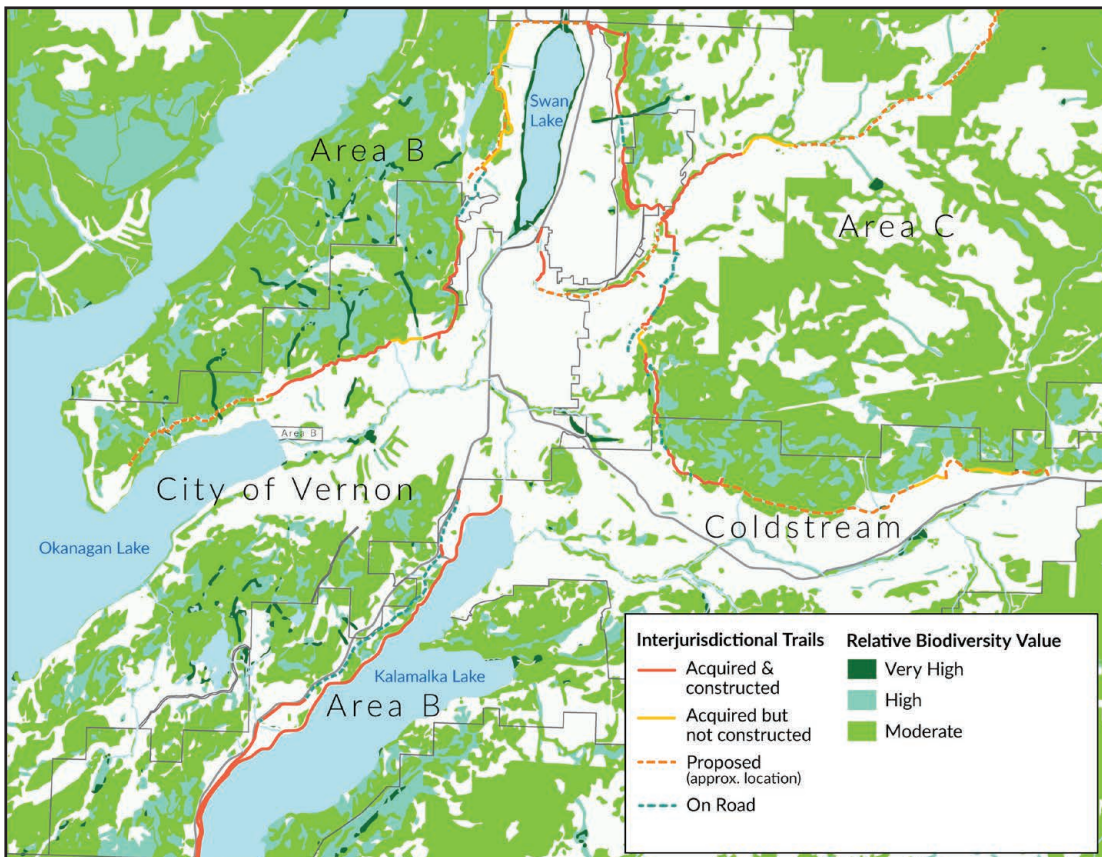 Swan
Lake
Area B
Area C
Area B
City of Vernon
Okanagan Lake
Coldstream
Kalamalka Lake
Area B
Interjurisdictional Trails
Acquired &
constructed
Acquired but
not constructed
Proposed
(approx. location)
On Road
Relative Biodiversity Value
Very High
High
Moderate